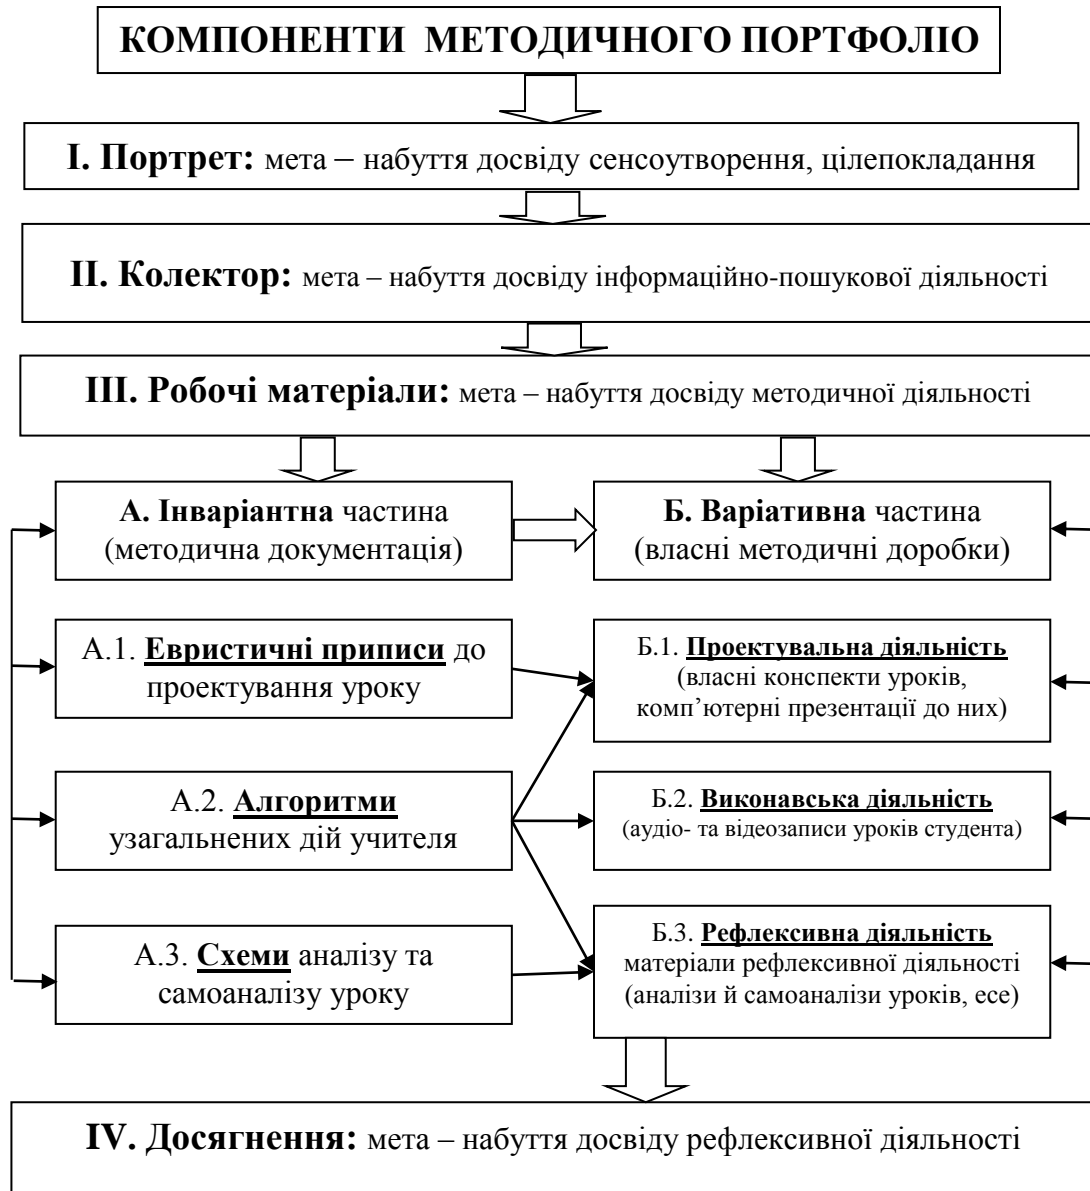 КОМПОНЕНТИ МЕТОДИЧНОГО ПОРТФОЛІО
І. Портрет: мета – набуття досвіду сенсоутворення, цілепокладання
ІІ. Колектор: мета – набуття досвіду інформаційно-пошукової діяльності
ІІІ. Робочі матеріали: мета – набуття досвіду методичної діяльності
А. Інваріантна частина
(методична документація)
Б. Варіативна частина
(власні методичні доробки)
А.1. Евристичні приписи до
проектування уроку
Б.1. Проектувальна діяльність
(власні конспекти уроків,
комп’ютерні презентації до них)
А.2. Алгоритми
узагальнених дій учителя
Б.2. Виконавська діяльність
(аудіо- та відеозаписи уроків студента)
А.3. Схеми аналізу та
самоаналізу уроку
Б.3. Рефлексивна діяльність
матеріали рефлексивної діяльності
(аналізи й самоаналізи уроків, есе)
IV. Досягнення: мета – набуття досвіду рефлексивної діяльності